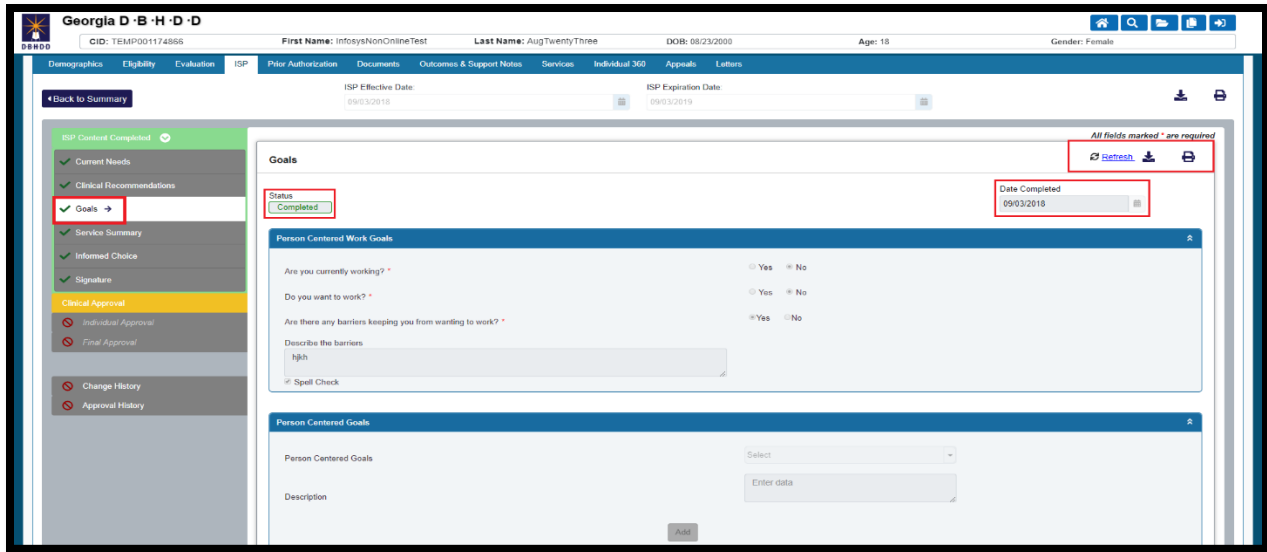 Georgia D ·B ·H ·D ·D
DBHDD
CID: TEMP001174866 First Name: InfosysNonOnlineTest Last Name: AugTwentyThree DOB: 08/23/2000 Age: 18 Gender: Female
Demographics Eligibility Evaluation ISP Prior Authorization Documents Outcomes & Support Notes Services Individual 360 Appeals Letters
Back to Summary
ISP Effective Date: ISP Expiration Date:
09/03/2018 09/03/2019
All fields marked * are required
ISP Content Completed
Current Needs
Clinical Recommendations
Goals
Service Summary
Informed Choice
Signature
Clinical Approval
Individual Approval
Final Approval
Change History
Approval History
Goals
Refresh
Status
Completed
Date Completed
09/03/2018
Person Centered Work Goals
Are you currently working? * Yes No
Do you want to work? * Yes No
Are there any barriers keeping you from wanting to work? * Yes No
Describe the barriers
hjkh
Spell Check
Person Centered Goals
Person Centered Goals Select
Description Enter data
Add